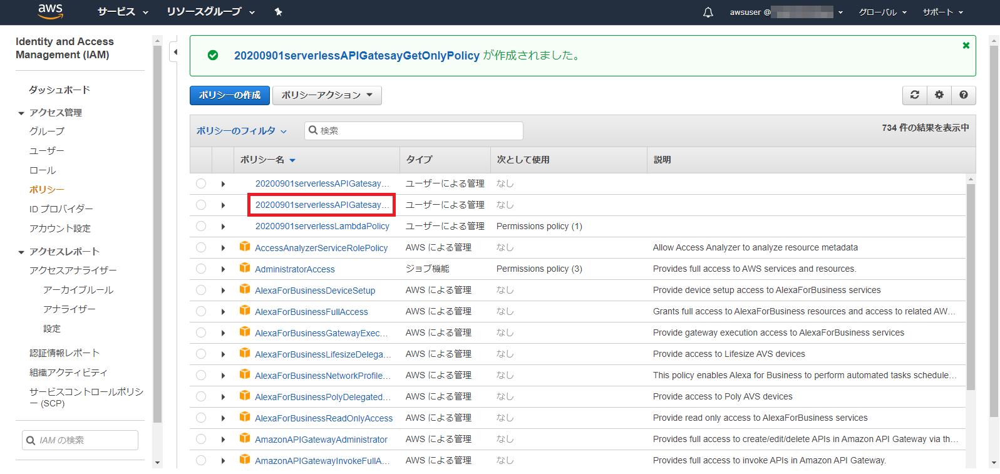 aws サービス リソースグループ awsuser @ グローバル サポート
Identity and Access
Management (IAM)
ダッシュボード
アクセス管理
グループ
ユーザー
ロール
ポリシー
ID プロバイダー
アカウント設定
アクセスレポート
アクセスアナライザー
アーカイブルール
アナライザー
設定
認証情報レポート
組織アクティビティ
サービスコントロールポリシ
ー (SCP)
IAM の検索
20200901serverlessAPIGatesayGetOnlyPolicy が作成されました。
ポリシーの作成 ポリシーアクション
ポリシーのフィルタ 検索 734 件の結果を表示中
ポリシー名 タイプ 次として使用 説明
20200901serverlessAPIGatesay... ユーザーによる管理 なし
20200901serverlessAPIGatesay... ユーザーによる管理 なし
20200901serverlessLambdaPolicy ユーザーによる管理 Permissions policy (1)
AccessAnalyzerServiceRolePolicy AWS による管理 なし Allow Access Analyzer to analyze resource metadata
AdministratorAccess ジョブ機能 Permissions policy (3) Provides full access to AWS services and resources.
AlexaForBusinessDeviceSetup AWS による管理 なし Provide device setup access to AlexaForBusiness services
AlexaForBusinessFullAccess AWS による管理 なし Grants full access to AlexaForBusiness resources and access to related AW...
AlexaForBusinessGatewayExec... AWS による管理 なし Provide gateway execution access to AlexaForBusiness services
AlexaForBusinessLifesizeDelega... AWS による管理 なし Provide access to Lifesize AVS devices
AlexaForBusinessNetworkProfile... AWS による管理 なし This policy enables Alexa for Business to perform automated tasks schedule...
AlexaForBusinessPolyDelegated... AWS による管理 なし Provide access to Poly AVS devices
AlexaForBusinessReadOnlyAccess AWS による管理 なし Provide read only access to AlexaForBusiness services
AmazonAPIGatewayAdministrator AWS による管理 なし Provides full access to create/edit/delete APIs in Amazon API Gateway via th...
AmazonAPIGatewayInvokeFullA... AWS による管理 なし Provides full access to invoke APIs in Amazon API Gateway.